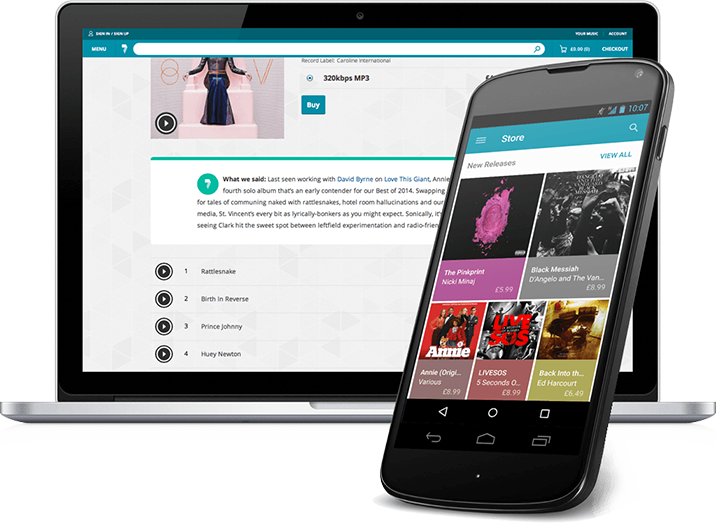 SIGN IN / SIGN UP
YOUR MUSIC
ACCOUNT
MENU
£0.00 (0)
CHECKOUT
Record Label: Caroline International
320kbps MP3
Buy
What we said: Last seen working with David Byrne on Love This Giant, Annie
fourth solo album that's an early contender for our Best of 2014. Swapping
for tales of communing naked with rattlesnakes, hotel room hallucinations and our
media, St. Vincent's every bit as lyrically-bonkers as you might expect. Sonically, it's
seeing Clark hit the sweet spot between leftfield experimentation and radio-frien
1 Rattlesnake
2 Birth In Reverse
3 Prince Johnny
4 Huey Newton
10:07
Store
New Releases
VIEW ALL
The Pinkprint
Nicki Minaj
£5.99
BLACK
MESSIAH
Black Messiah
D'Angelo and The Van...
£8.99
Annie
Annie (Origi...
Various
£8.99
LIVE
SOS
LIVESOS
5 Seconds O...
£8.99
Back Into th...
Ed Harcourt
£6.49